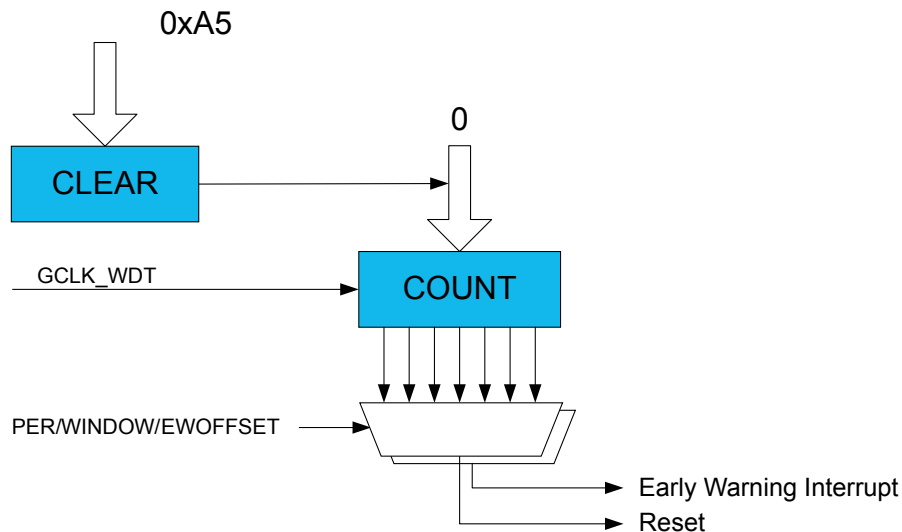 0xA5
0
CLEAR
GCLK_WDT
COUNT
PER/WINDOW/EWOFFSET
Early Warning Interrupt
Reset